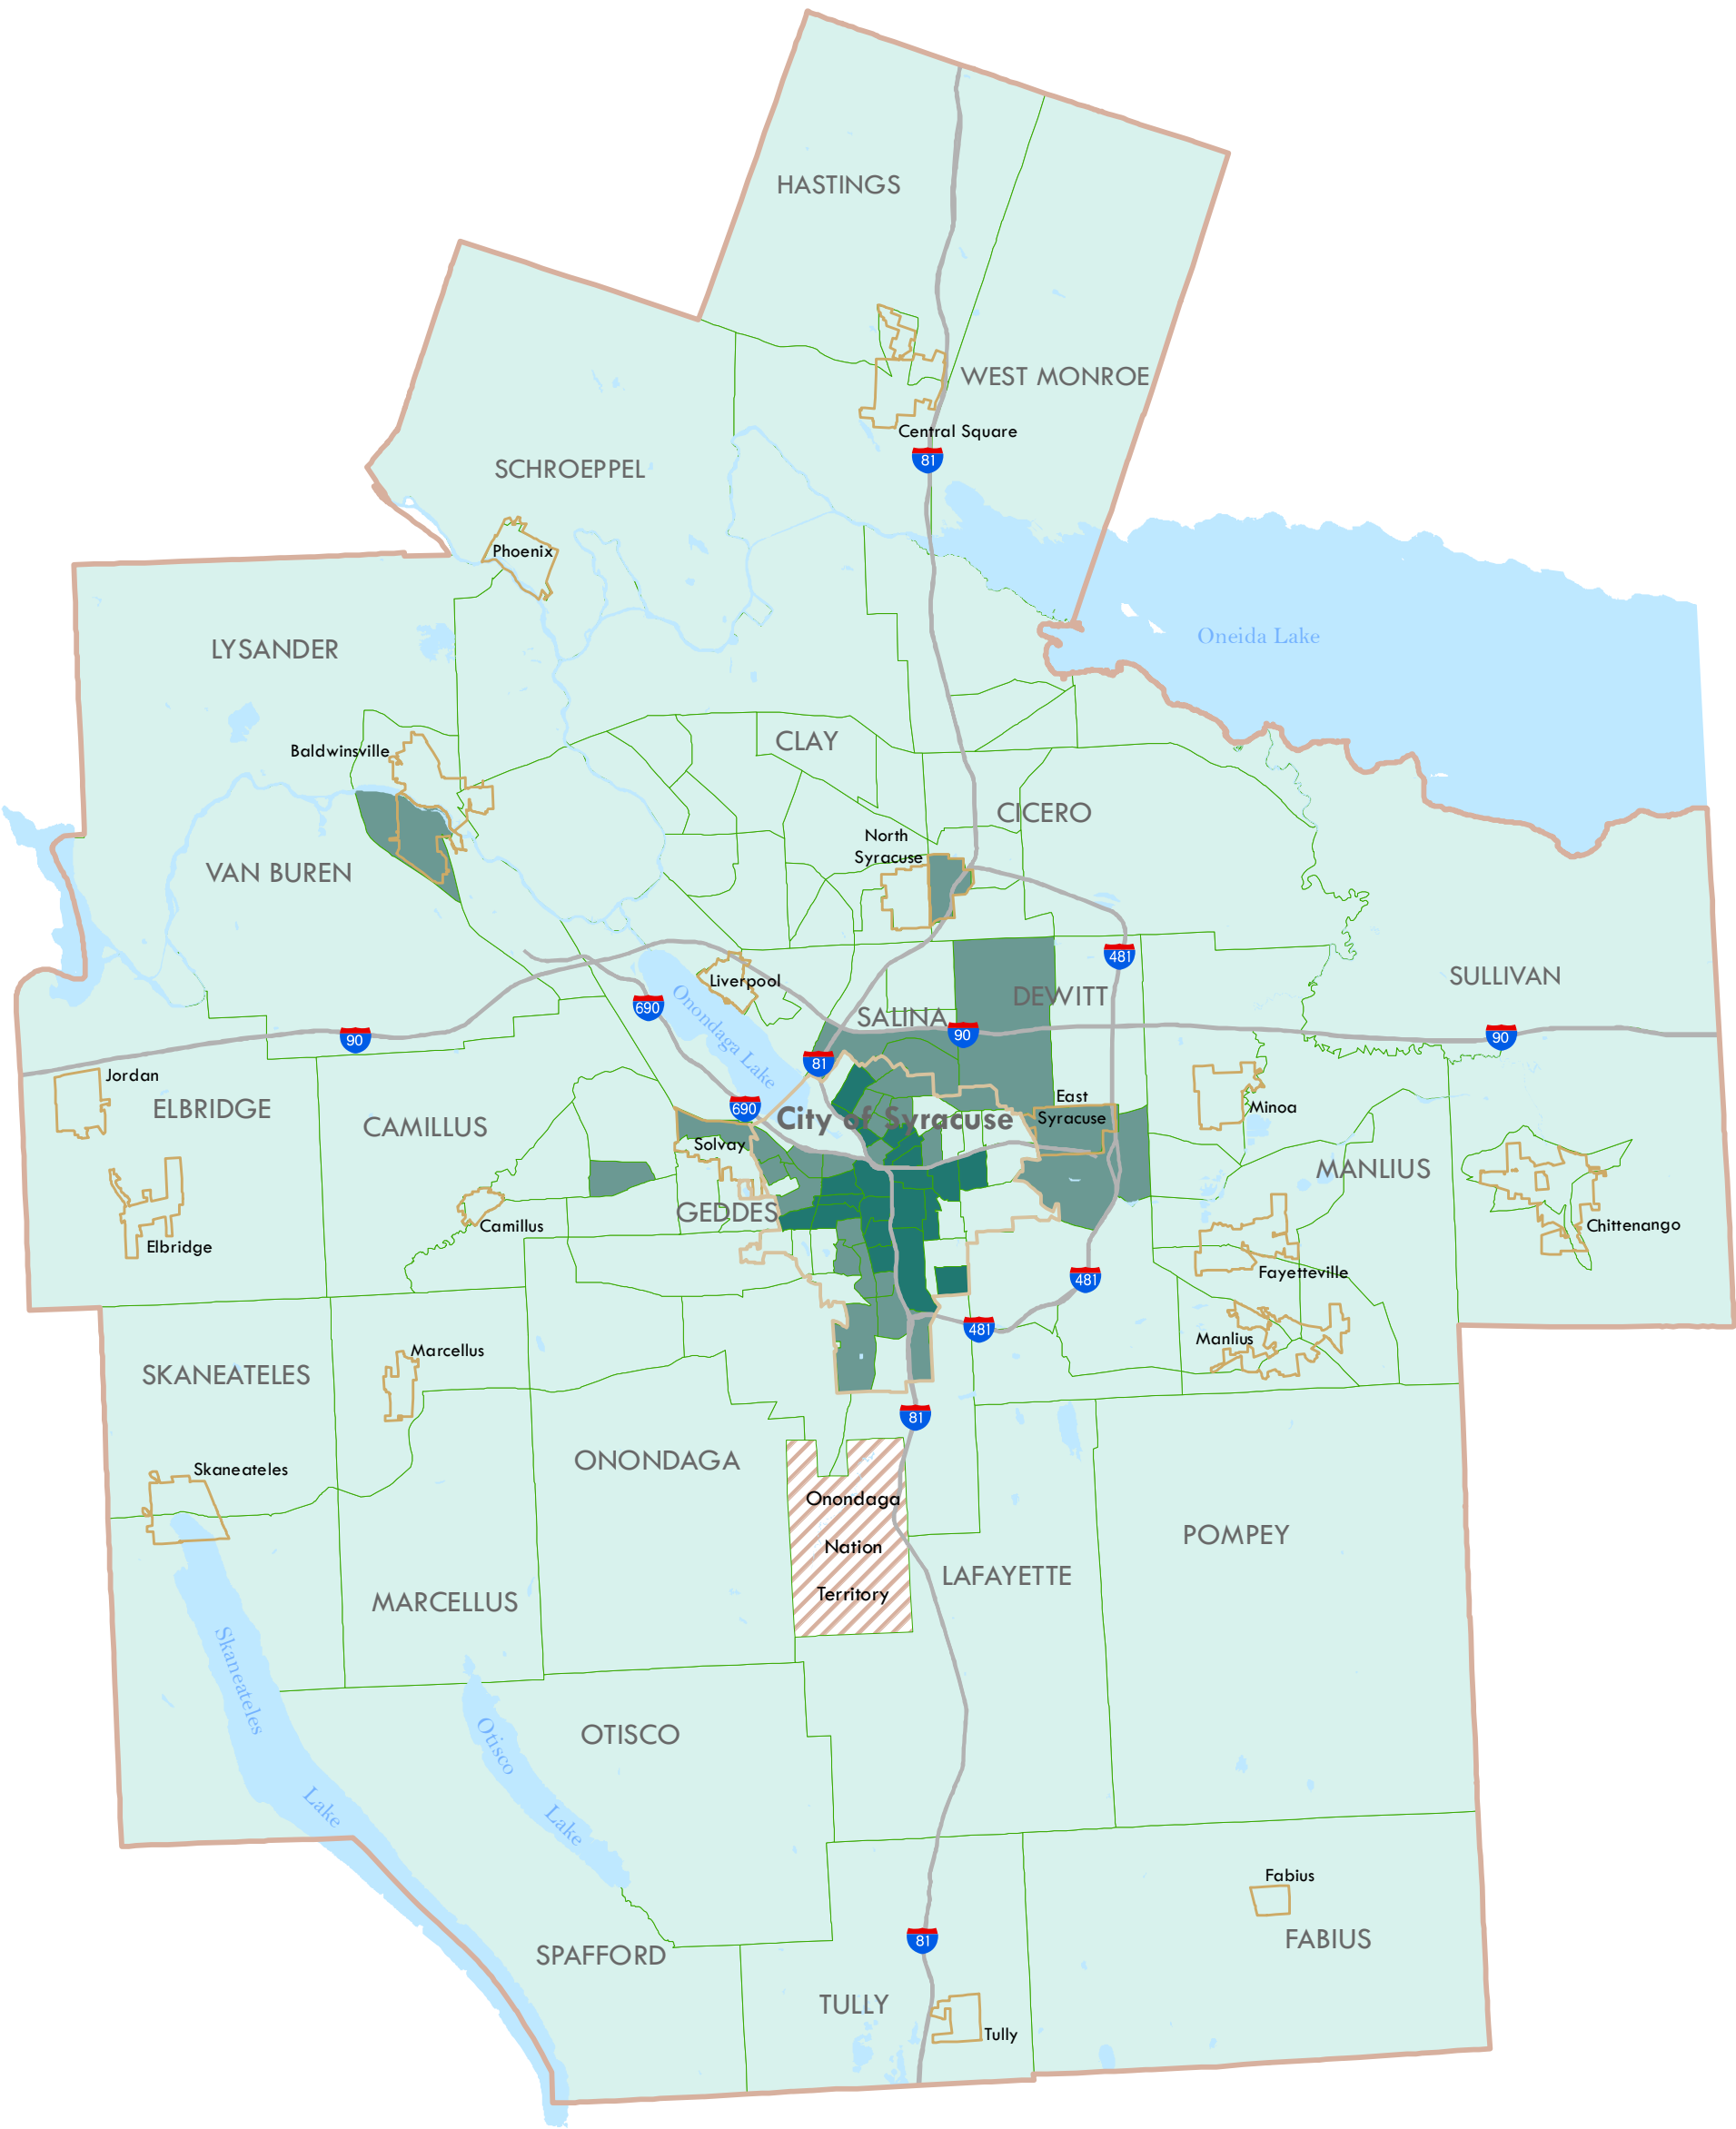 HASTINGS
WEST MONROE
Central Square
81
SCHROEPPEL
Phoenix
Oneida Lake
LYSANDER
Baldwinsville
CLAY
CICERO
North
Syracuse
VAN BUREN
481
SULLIVAN
Liverpool
DEWITT
690
Onondaga Lake
SALINA
90
90
90
81
Jordan
ELBRIDGE
CAMILLUS
690
City of Syracuse
East
Syracuse
Minoa
Solvay
MANLIUS
GEDDES
Camillus
Elbridge
Chittenango
Fayetteville
481
481
Manlius
Marcellus
SKANEATELES
81
ONONDAGA
Skaneateles
Onondaga
Nation
Territory
POMPEY
LAFAYETTE
MARCELLUS
Skaneateles
Lake
OTISCO
Otisco
Lake
Fabius
FABIUS
81
SPAFFORD
TULLY
Tully